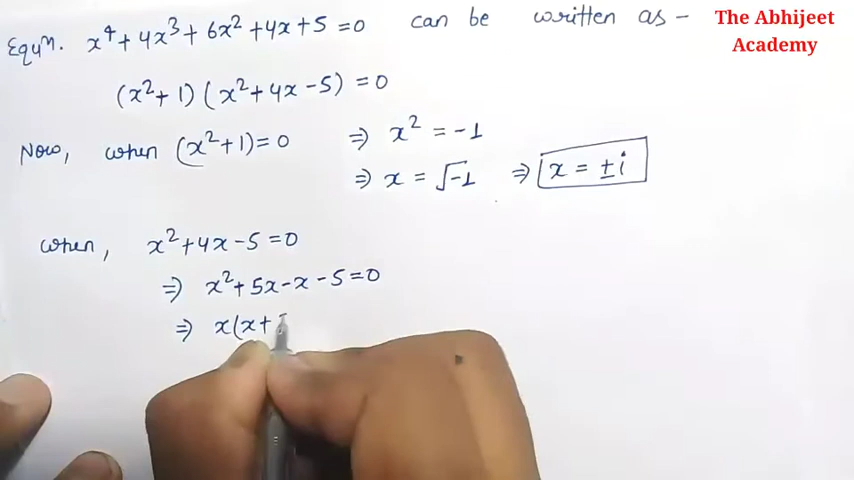 Equⁿ. x⁴ + 4x³ + 6x² + 4x + 5 = 0 can be written as –
The Abhijeet
Academy
(x² + 1) (x² + 4x - 5) = 0
Now, when (x² + 1) = 0 ⇒ x² = -1
⇒ x = √-1 ⇒ x = ±i
when, x² + 4x - 5 = 0
⇒ x² + 5x - x - 5 = 0
⇒ x(x +